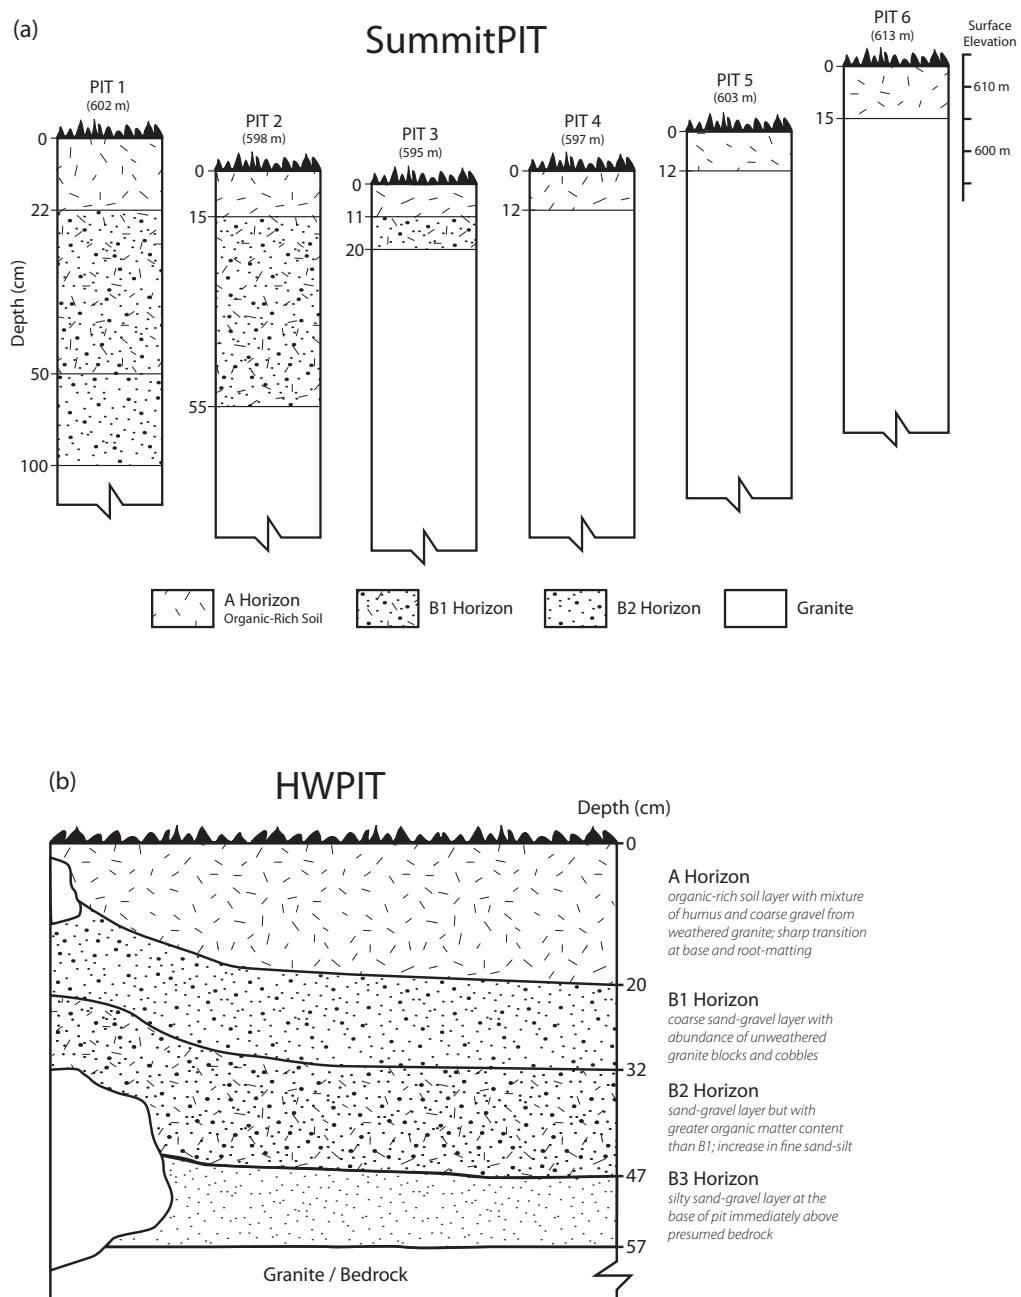 (a)
SummitPIT
PIT 1
(602 m)
PIT 2
(598 m)
PIT 3
(595 m)
PIT 4
(597 m)
PIT 5
(603 m)
PIT 6
(613 m)
Surface
Elevation
610 m
600 m
Depth (cm)
0
22
50
100
0
15
55
0
11
20
0
12
0
12
0
15
A Horizon
Organic-Rich Soil
B1 Horizon
B2 Horizon
Granite
(b)
HWPIT
Depth (cm)
0
A Horizon
organic-rich soil layer with mixture
of humus and coarse gravel from
weathered granite; sharp transition
at base and root-matting
20
B1 Horizon
coarse sand-gravel layer with
abundance of unweathered
granite blocks and cobbles
32
B2 Horizon
sand-gravel layer but with
greater organic matter content
than B1; increase in fine sand-silt
47
B3 Horizon
silty sand-gravel layer at the
base of pit immediately above
presumed bedrock
57
Granite / Bedrock